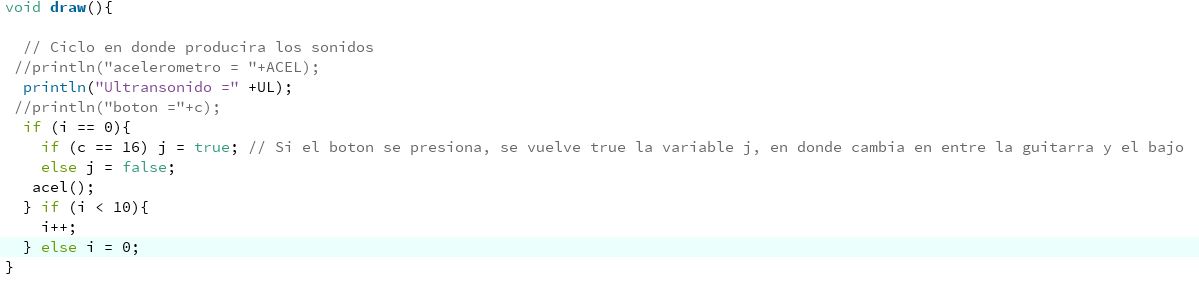 void draw(){
// Ciclo en donde producira los sonidos
//println("acelerometro = "+ACEL);
println("Ultransonido =" +UL);
//println("boton ="+c);
if (i == 0){
if (c == 16) j = true; // Si el boton se presiona, se vuelve true la variable j, en donde cambia en entre la guitarra y el bajo
else j = false;
acel();
} if (i < 10){
i++;
} else i = 0;
}